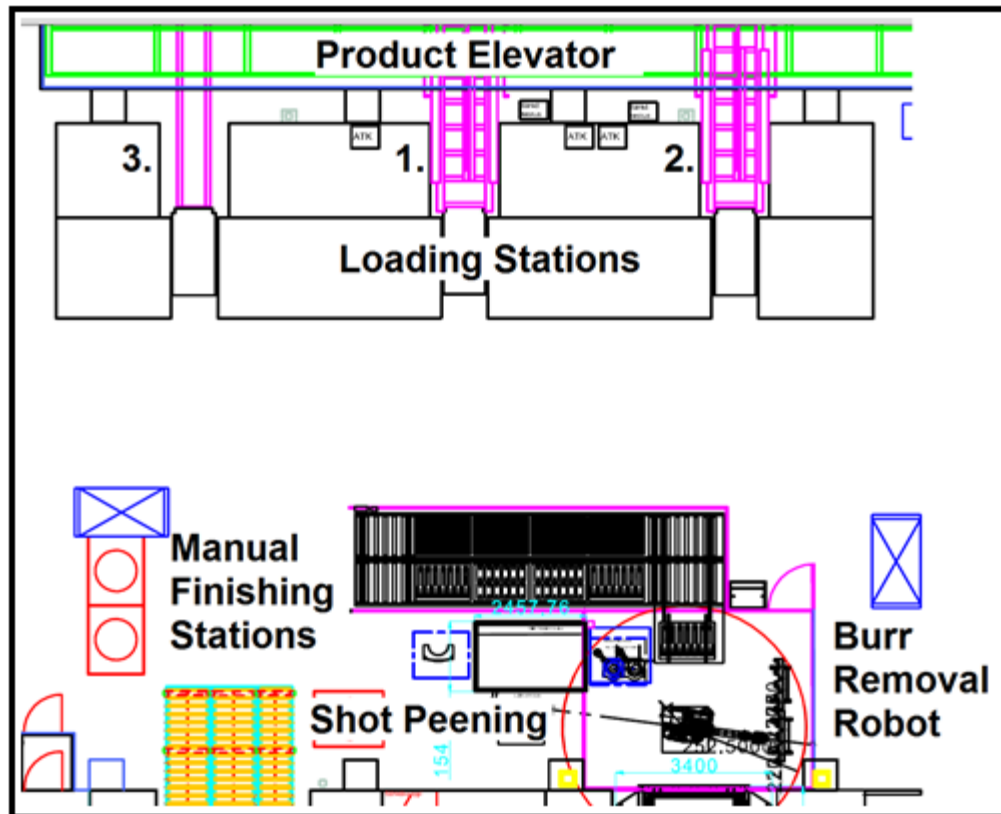 Product Elevator
ATK
ATK
ATK
3.
1.
2.
Loading Stations
Manual
Finishing
Stations
2457.76
Burr
Removal
Robot
Shot Peening
154
3400